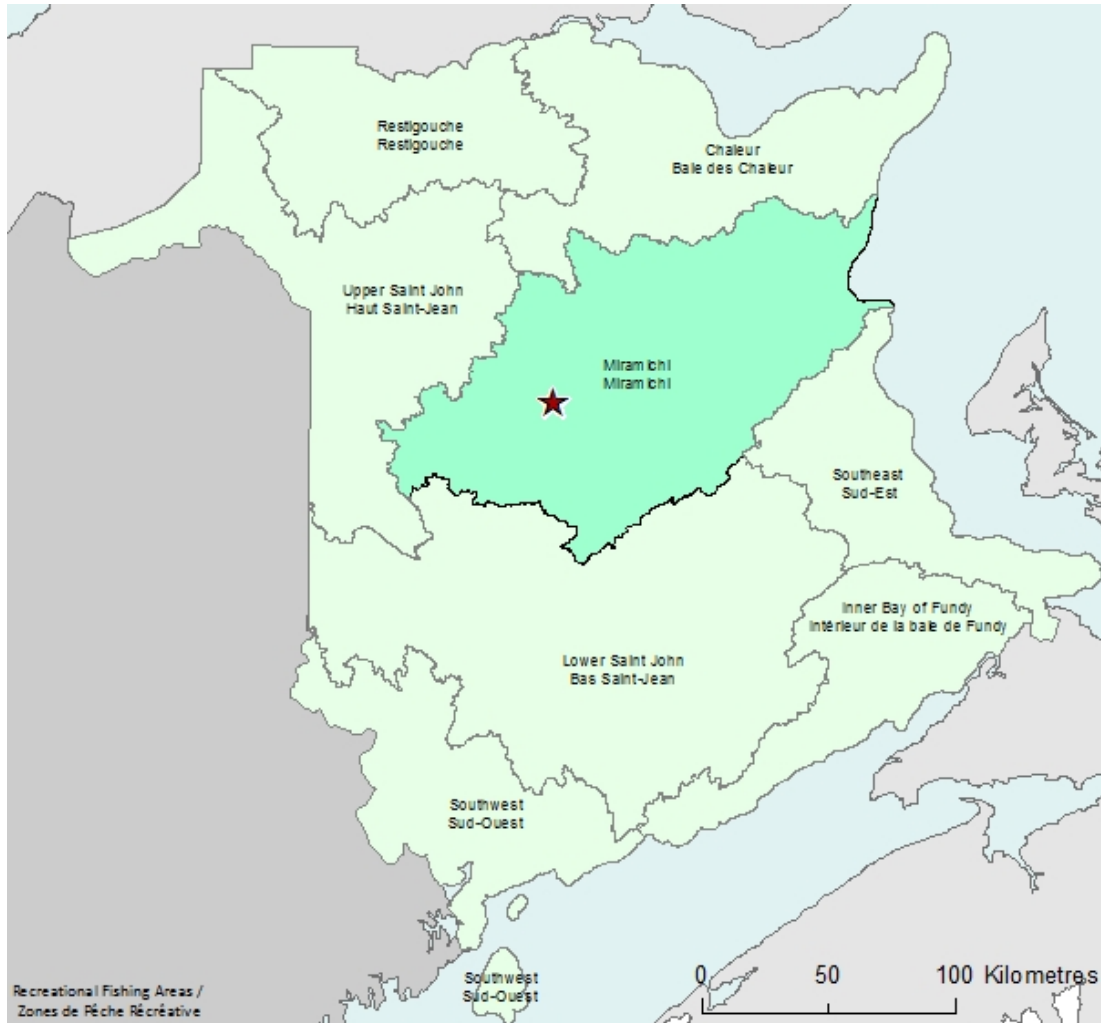 Restigouche
Restigouche
Chaleur
Baie des Chaleur
Upper Saint John
Haut Saint-Jean
Miramichi
Miramichi
Southeast
Sud-Est
Inner Bay of Fundy
Intérieur de la baie de Fundy
Lower Saint John
Bas Saint-Jean
Southwest
Sud-Ouest
Southwest
Sud-Ouest
0 50 100 Kilometres
Recreational Fishing Areas /
Zones de Pêche Récréative